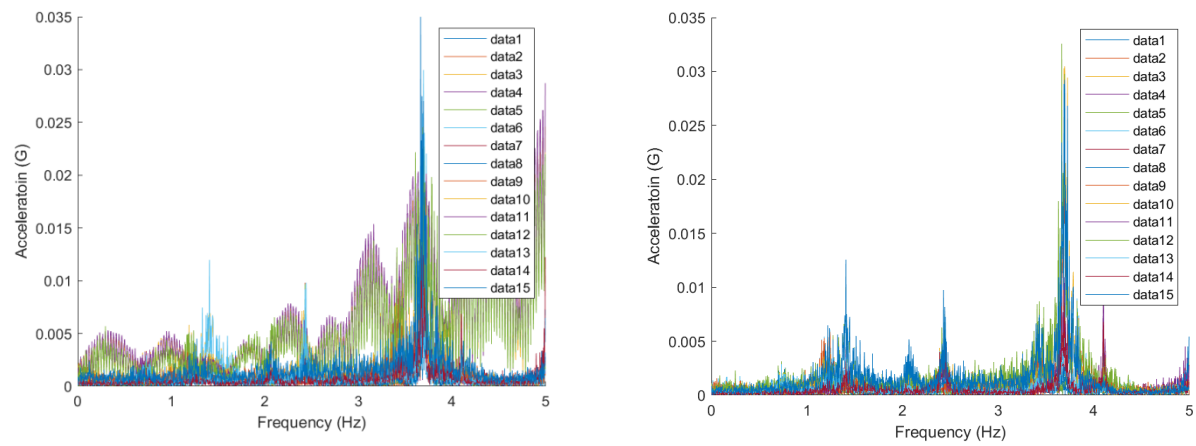 0.035
0.03
0.025
0.02
0.015
0.01
0.005
0
Acceleratoin (G)
0
1
2
3
4
5
Frequency (Hz)
data1
data2
data3
data4
data5
data6
data7
data8
data9
data10
data11
data12
data13
data14
data15
0.035
0.03
0.025
0.02
0.015
0.01
0.005
0
Acceleratoin (G)
0
1
2
3
4
5
Frequency (Hz)
data1
data2
data3
data4
data5
data6
data7
data8
data9
data10
data11
data12
data13
data14
data15